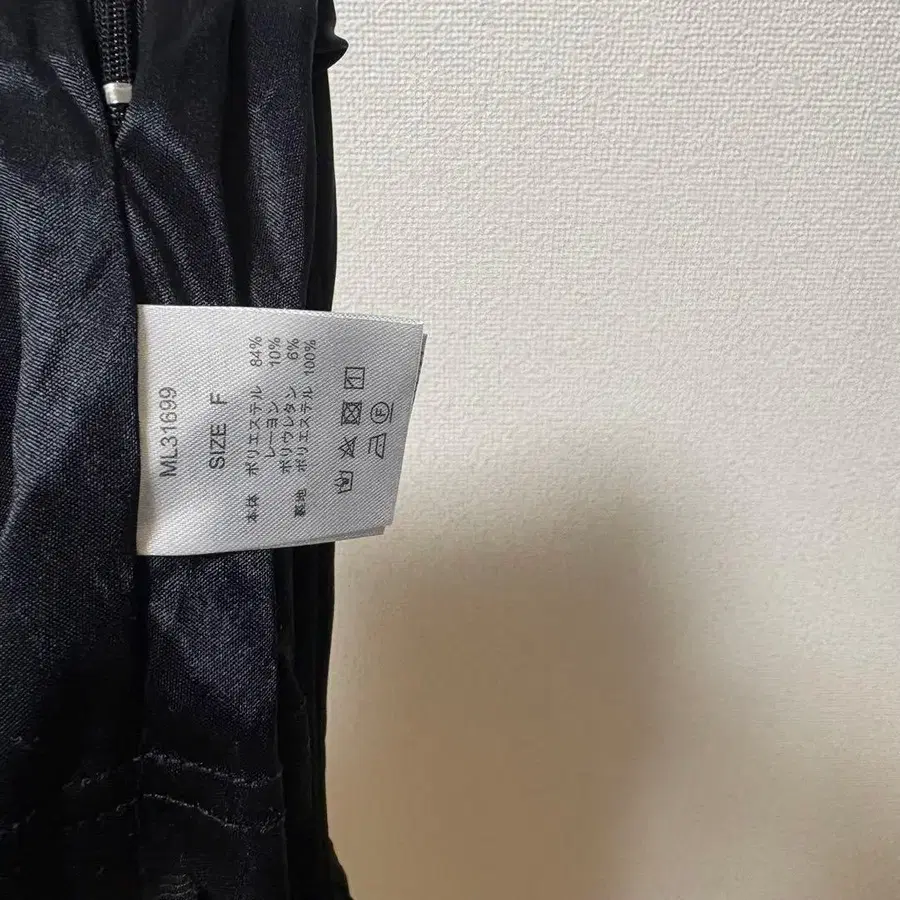 ML31699
SIZE F
本体 ポリエステル 84%
レーヨン 10%
ポリウレタン 6%
裏地 ポリエステル 100%
F